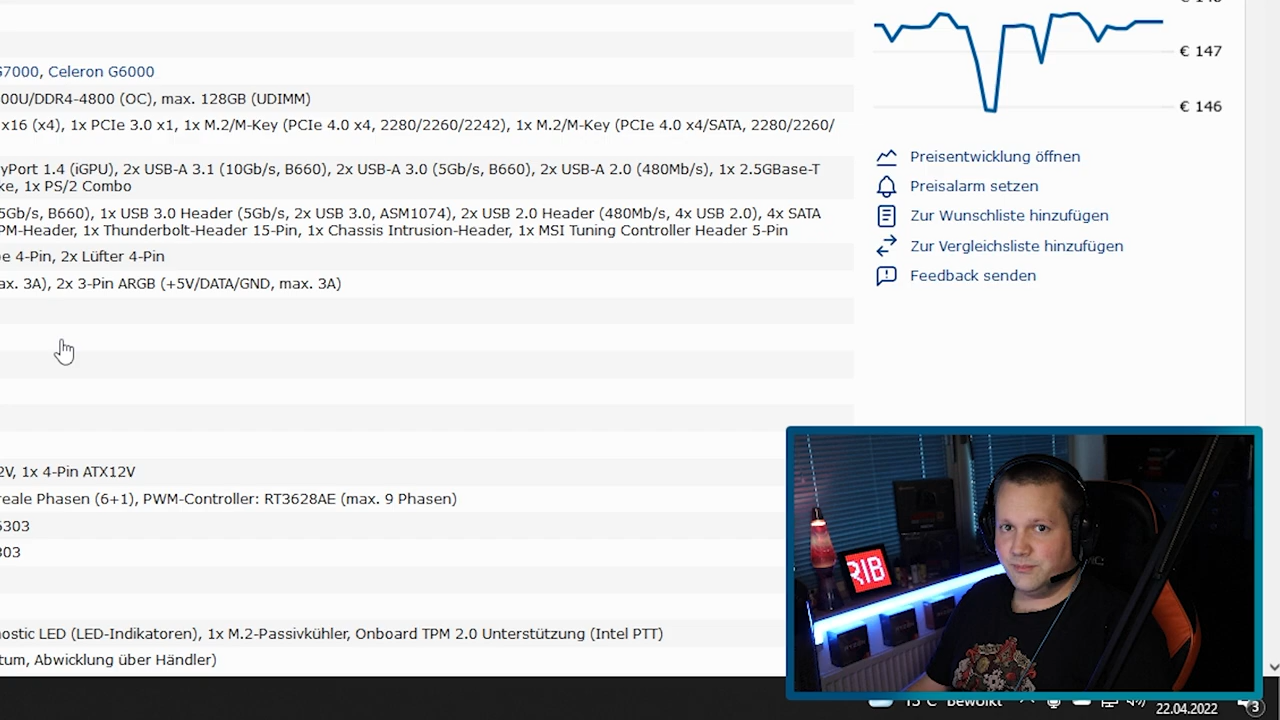 € 147
€ 146
Celeron G6000
00U/DDR4-4800 (OC), max. 128GB (UDIMM)
x16 (x4), 1x PCIe 3.0 x1, 1x M.2/M-Key (PCIe 4.0 x4, 2280/2260/2242), 1x M.2/M-Key (PCIe 4.0 x4/SATA, 2280/2260/
yPort 1.4 (iGPU), 2x USB-A 3.1 (10Gb/s, B660), 2x USB-A 3.0 (5Gb/s, B660), 2x USB-A 2.0 (480Mb/s), 1x 2.5GBase-T
ke, 1x PS/2 Combo
5Gb/s, B660), 1x USB 3.0 Header (5Gb/s, 2x USB 3.0, ASM1074), 2x USB 2.0 Header (480Mb/s, 4x USB 2.0), 4x SATA
PM-Header, 1x Thunderbolt-Header 15-Pin, 1x Chassis Intrusion-Header, 1x MSI Tuning Controller Header 5-Pin
e 4-Pin, 2x Lüfter 4-Pin
ax. 3A), 2x 3-Pin ARGB (+5V/DATA/GND, max. 3A)
2V, 1x 4-Pin ATX12V
reale Phasen (6+1), PWM-Controller: RT3628AE (max. 9 Phasen)
6303
303
nostic LED (LED-Indikatoren), 1x M.2-Passivkühler, Onboard TPM 2.0 Unterstützung (Intel PTT)
tum, Abwicklung über Händler)
Preisentwicklung öffnen
Preisalarm setzen
Zur Wunschliste hinzufügen
Zur Vergleichsliste hinzufügen
Feedback senden
RIB
15°C Bewölkt
22.04.2022
3